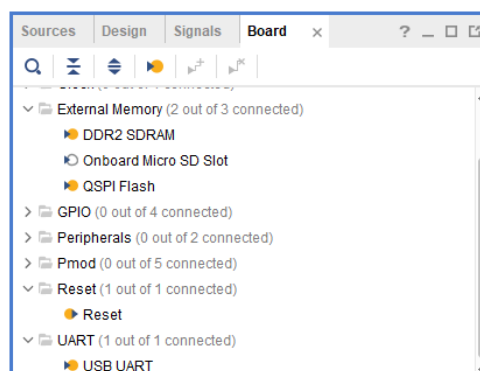 Sources Design Signals Board × ? _
External Memory (2 out of 3 connected)
DDR2 SDRAM
Onboard Micro SD Slot
QSPI Flash
GPIO (0 out of 4 connected)
Peripherals (0 out of 2 connected)
Pmod (0 out of 5 connected)
Reset (1 out of 1 connected)
Reset
UART (1 out of 1 connected)
USB UART